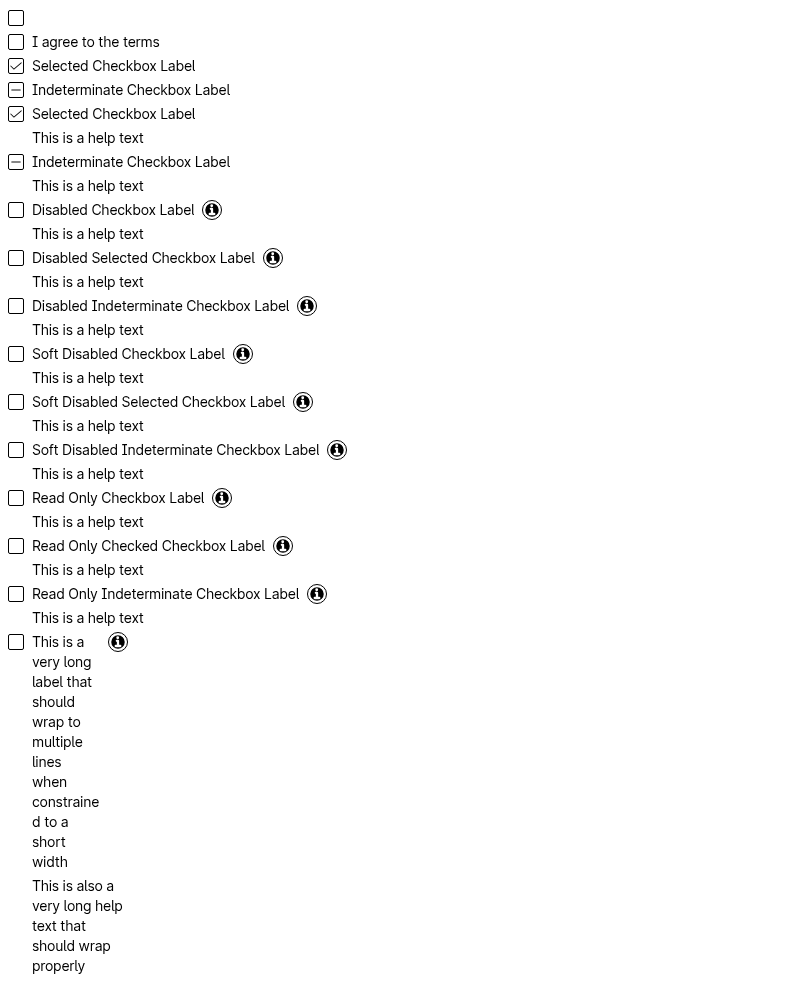 I agree to the terms
Selected Checkbox Label
Indeterminate Checkbox Label
Selected Checkbox Label
This is a help text
Indeterminate Checkbox Label
This is a help text
Disabled Checkbox Label
This is a help text
Disabled Selected Checkbox Label
This is a help text
Disabled Indeterminate Checkbox Label
This is a help text
Soft Disabled Checkbox Label
This is a help text
Soft Disabled Selected Checkbox Label
This is a help text
Soft Disabled Indeterminate Checkbox Label
This is a help text
Read Only Checkbox Label
This is a help text
Read Only Checked Checkbox Label
This is a help text
Read Only Indeterminate Checkbox Label
This is a help text
This is a
very long
label that
should
wrap to
multiple
lines
when
constraine
d to a
short
width
This is also a
very long help
text that
should wrap
properly